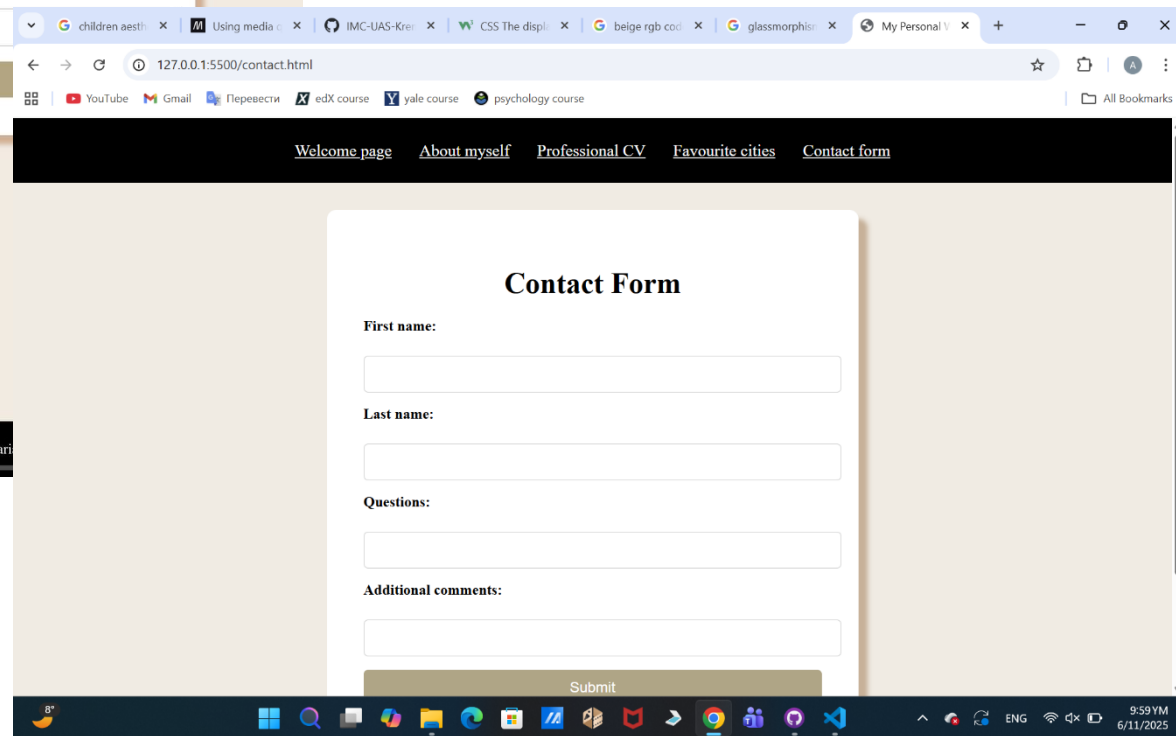 children aesth
Using media q
IMC-UAS-Krem
CSS The displa
beige rgb cod
glassmorphism
My Personal W
127.0.0.1:5500/contact.html
A
YouTube
Gmail
Перевести
edX course
yale course
psychology course
All Bookmarks
Welcome page
About myself
Professional CV
Favourite cities
Contact form
Contact Form
First name:
Last name:
Questions:
Additional comments:
Submit
8°
ENG
9:59 YM
6/11/2025